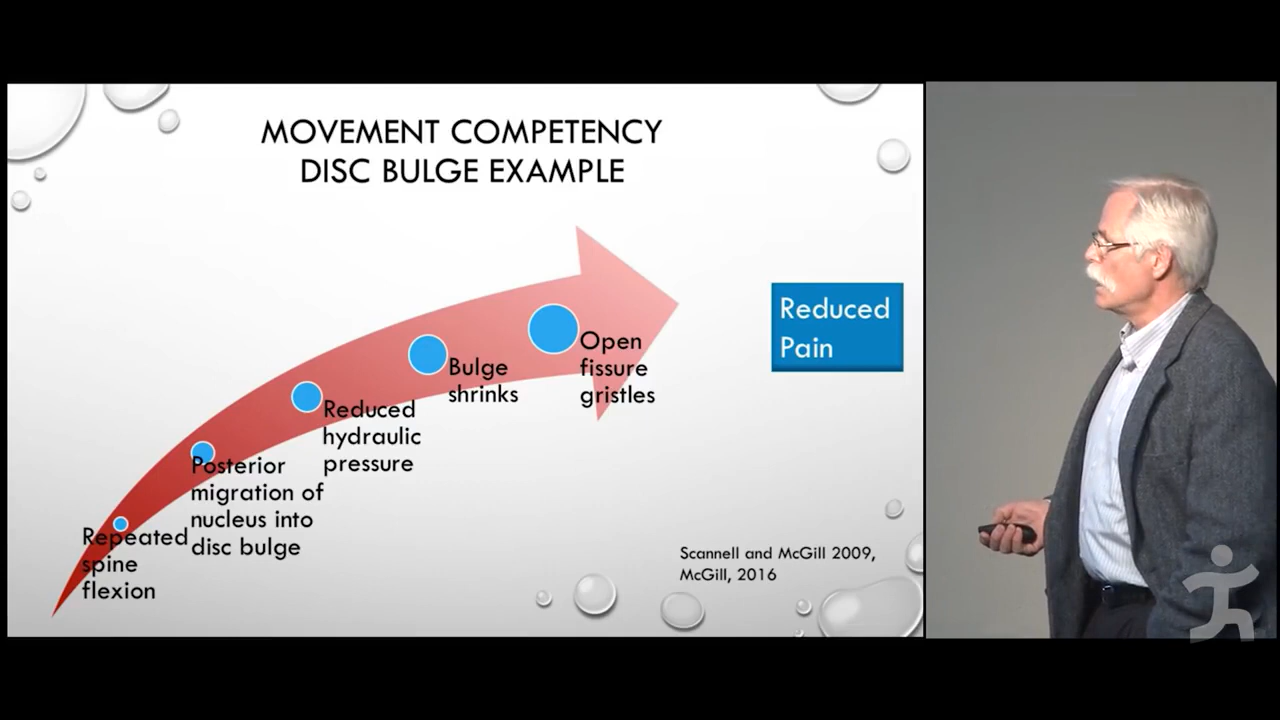 MOVEMENT COMPETENCY
DISC BULGE EXAMPLE
Repeated
spine
flexion
Posterior
migration of
nucleus into
disc bulge
Reduced
hydraulic
pressure
Bulge
shrinks
Open
fissure
gristles
Reduced
Pain
Scannell and McGill 2009,
McGill, 2016